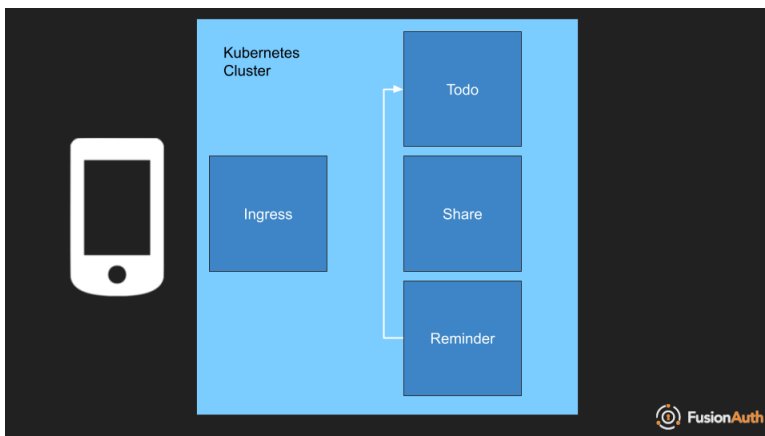 Kubernetes
Cluster
Todo
Ingress
Share
Reminder
FusionAuth